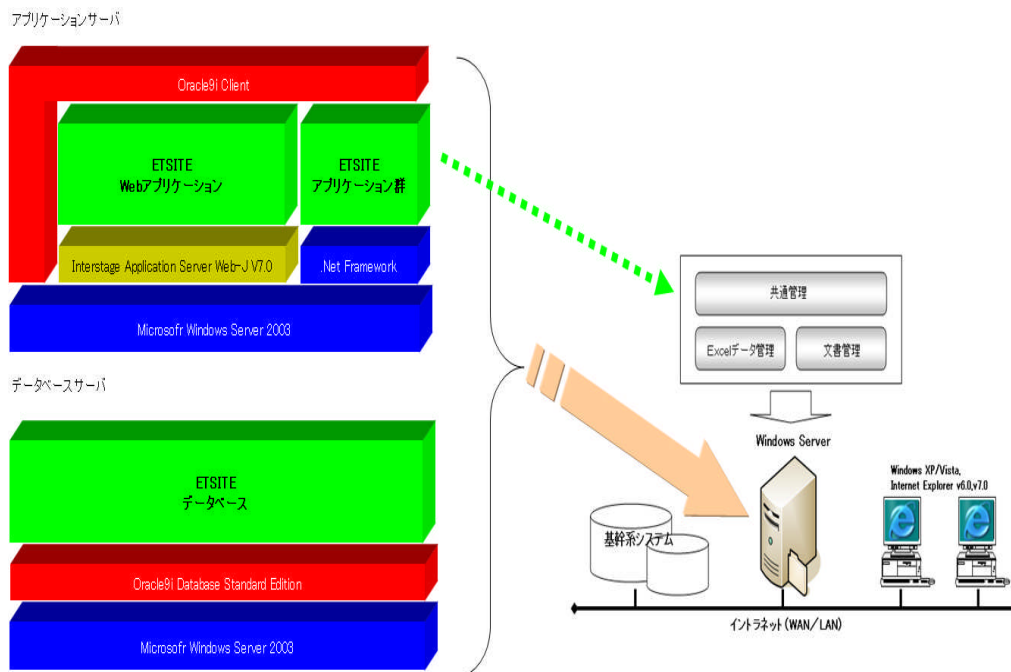 アプリケーションサーバ
Oracle9i Client
ETSITE
Webアプリケーション
ETSITE
アプリケーション群
Interstage Application Server Web-J V7.0
.Net Framework
Microsofr Windows Server 2003
データベースサーバ
ETSITE
データベース
Oracle9i Database Standard Edition
Microsofr Windows Server 2003
共通管理
Excelデータ管理
文書管理
Windows Server
Windows XP/Vista,
Internet Explorer v6.0,v7.0
基幹系システム
イントラネット(WAN/LAN)